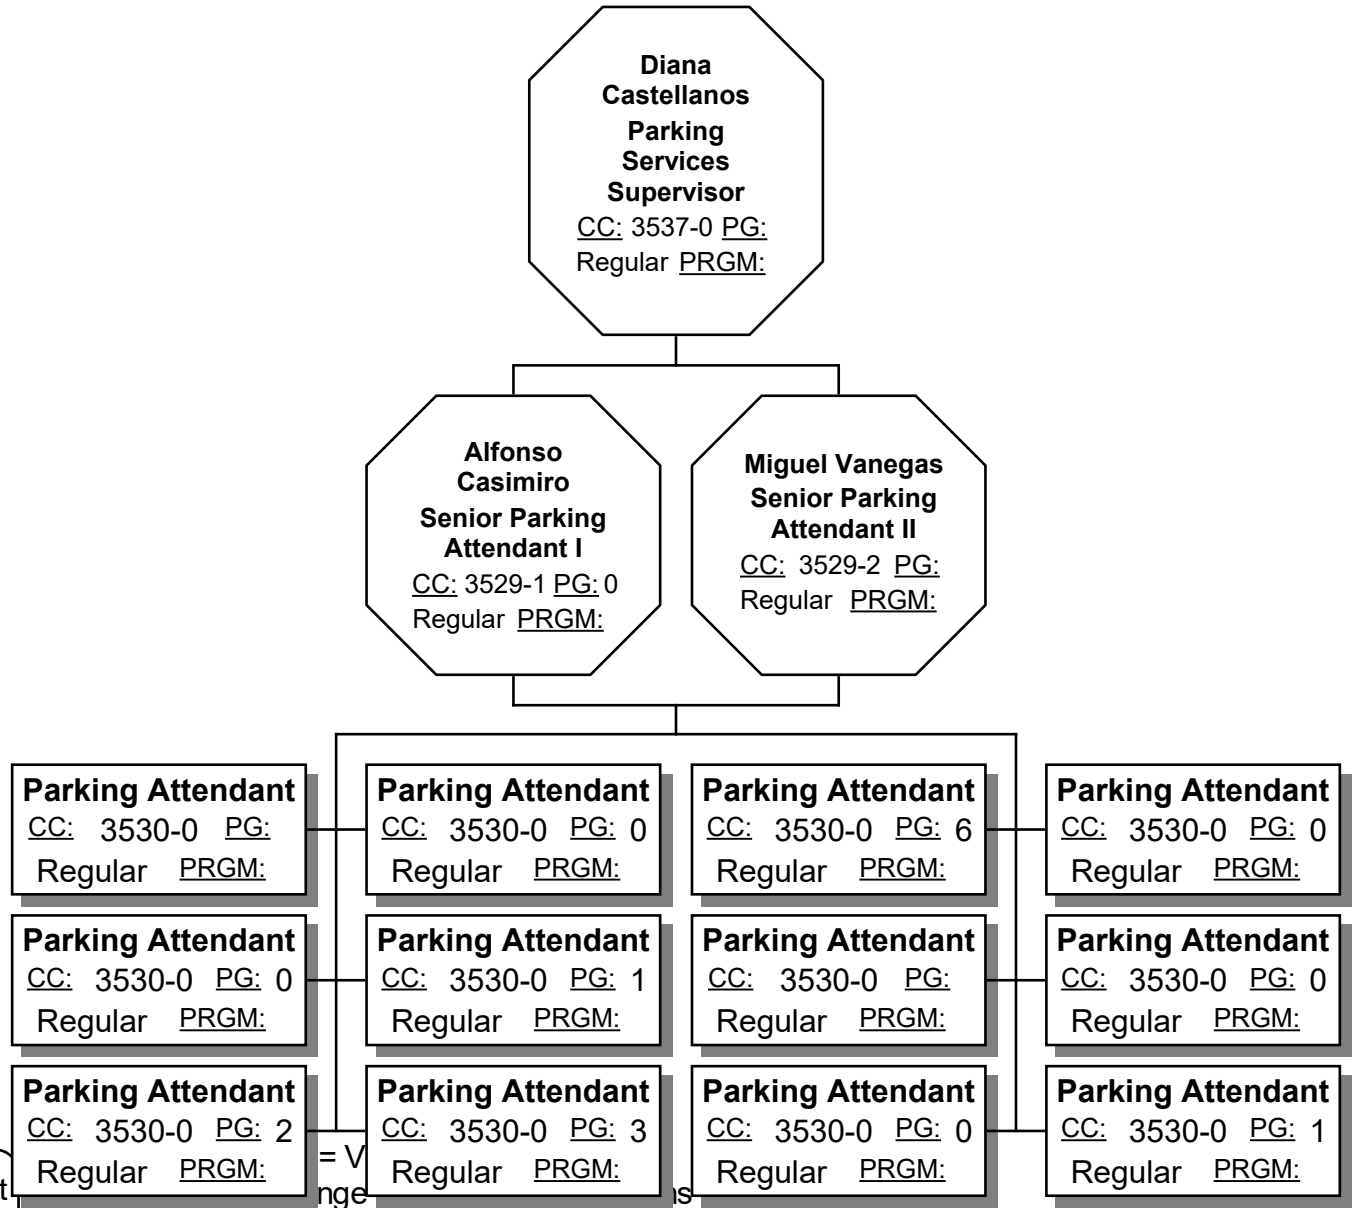 Diana
Castellanos
Parking
Services
Supervisor
CC: 3537-0 PG:
Regular PRGM:
Alfonso
Casimiro
Senior Parking
Attendant I
CC: 3529-1 PG: 0
Regular PRGM:
Miguel Vanegas
Senior Parking
Attendant II
CC: 3529-2 PG:
Regular PRGM:
Parking Attendant
CC: 3530-0 PG:
Regular PRGM:
Parking Attendant
CC: 3530-0 PG: 0
Regular PRGM:
Parking Attendant
CC: 3530-0 PG: 6
Regular PRGM:
Parking Attendant
CC: 3530-0 PG: 0
Regular PRGM:
Parking Attendant
CC: 3530-0 PG: 0
Regular PRGM:
Parking Attendant
CC: 3530-0 PG: 1
Regular PRGM:
Parking Attendant
CC: 3530-0 PG:
Regular PRGM:
Parking Attendant
CC: 3530-0 PG: 0
Regular PRGM:
Parking Attendant
CC: 3530-0 PG: 2
Regular PRGM:
Parking Attendant
CC: 3530-0 PG: 3
Regular PRGM:
Parking Attendant
CC: 3530-0 PG: 0
Regular PRGM:
Parking Attendant
CC: 3530-0 PG: 1
Regular PRGM: